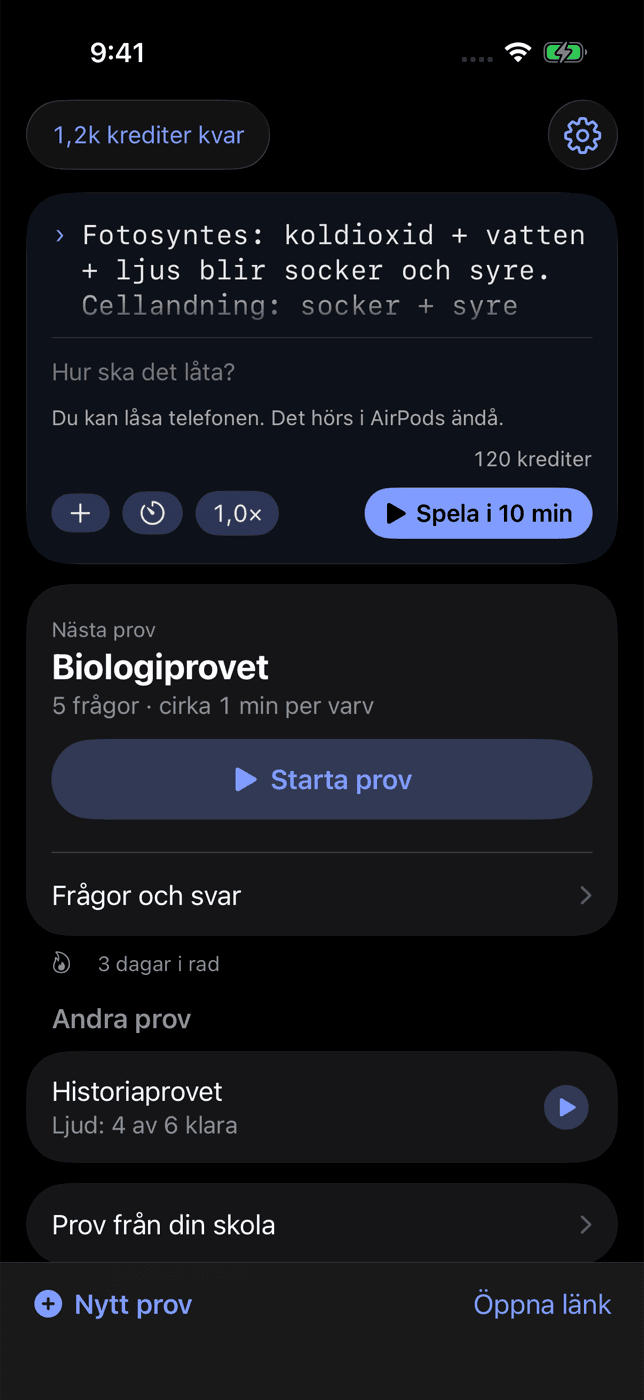 9:41
1,2k krediter kvar
› Fotosyntes: koldioxid + vatten
+ ljus blir socker och syre.
Cellandning: socker + syre
Hur ska det låta?
Du kan låsa telefonen. Det hörs i AirPods ändå.
120 krediter
1,0×
Spela i 10 min
Nästa prov
Biologiprovet
5 frågor · cirka 1 min per varv
Starta prov
Frågor och svar
3 dagar i rad
Andra prov
Historiaprovet
Ljud: 4 av 6 klara
Prov från din skola
Nytt prov
Öppna länk